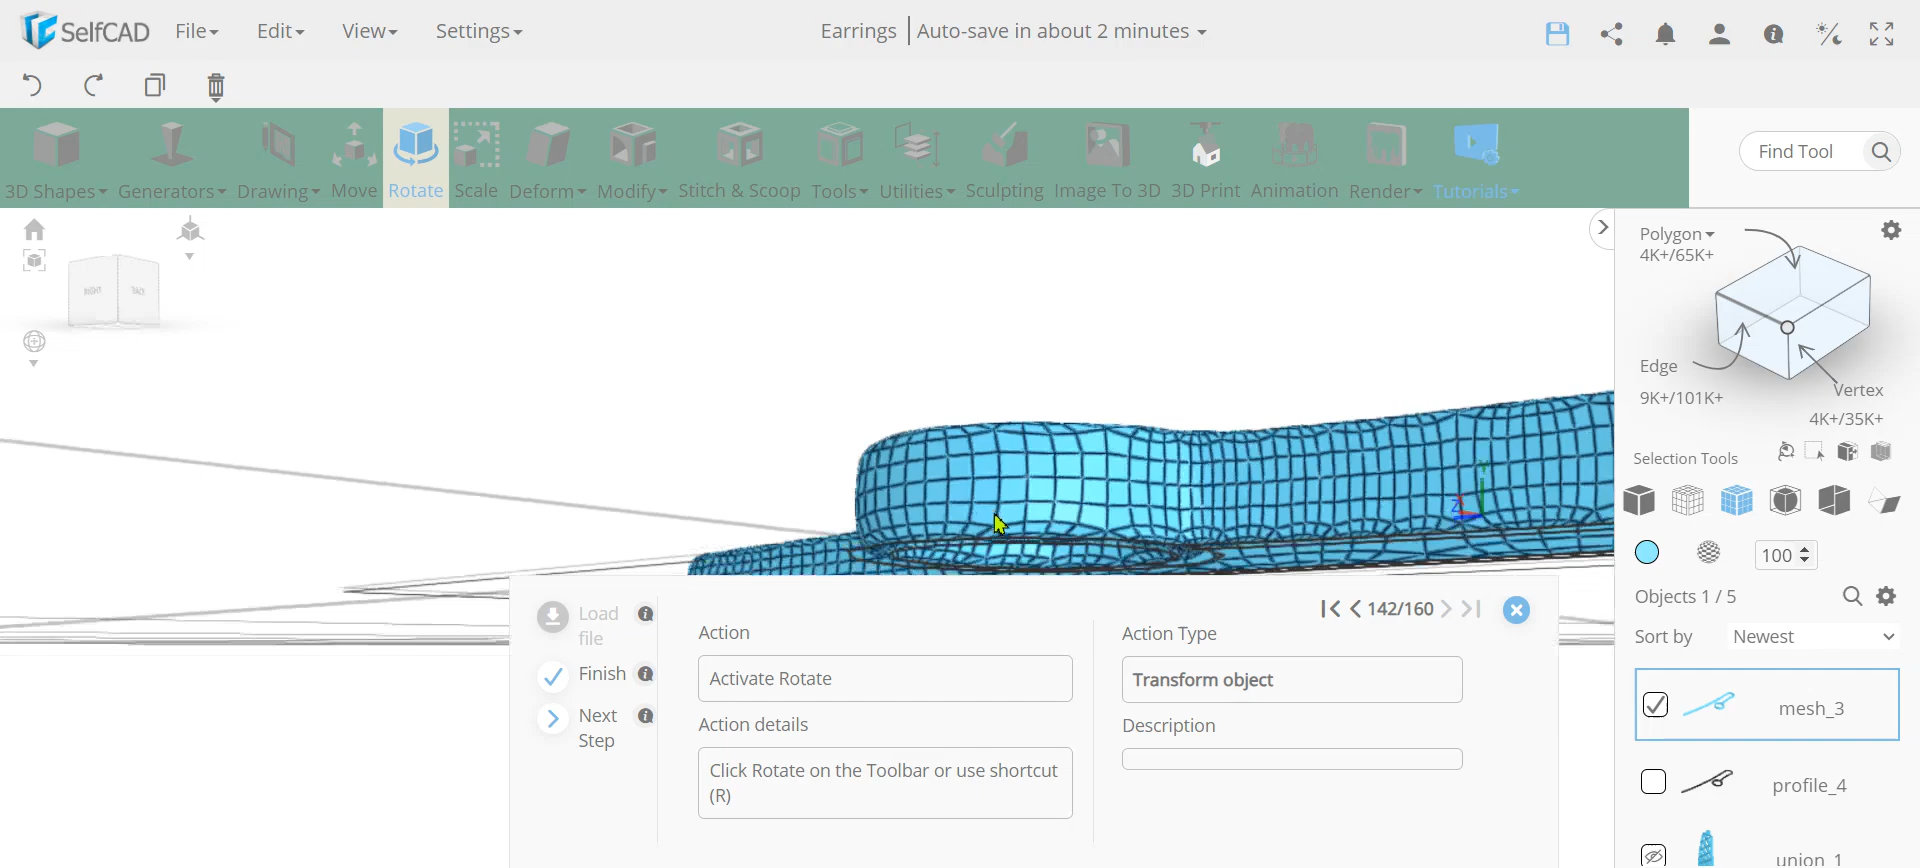 SelfCAD File Edit View Settings Earrings Auto-save in about 2 minutes
3D Shapes Generators Drawing Move Rotate Scale Deform Modify Stitch & Scoop Tools Utilities Sculpting Image To 3D 3D Print Animation Render Tutorials Find Tool
RIGHT BACK
Polygon
4K+/65K+
Edge
9K+/101K+
Vertex
4K+/35K+
Selection Tools
100
Objects 1 / 5
Sort by Newest
mesh_3
profile_4
union_1
Load
file
Finish
Next
Step
142/160
Action
Activate Rotate
Action details
Click Rotate on the Toolbar or use shortcut
(R)
Action Type
Transform object
Description
Z
Y